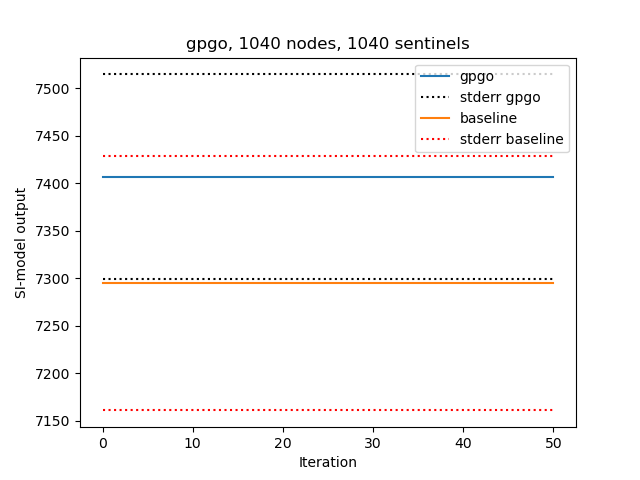 gpgo, 1040 nodes, 1040 sentinels
gpgo
stderr gpgo
baseline
stderr baseline
SI-model output
7500
7450
7400
7350
7300
7250
7200
7150
0 10 20 30 40 50
Iteration